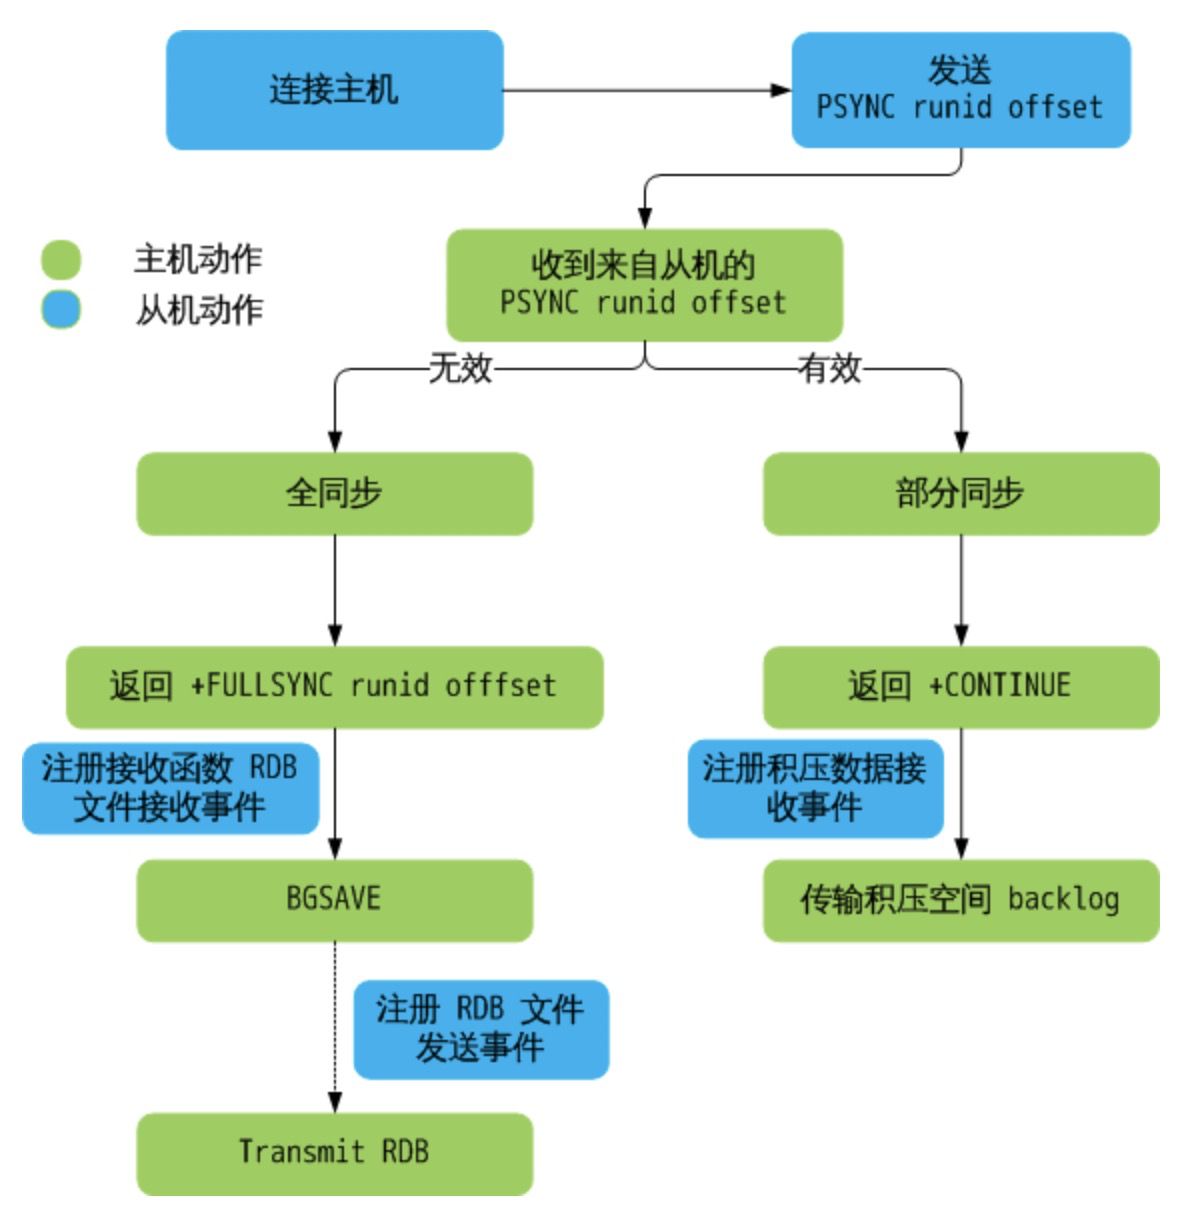 连接主机
发送
PSYNC runid offset
主机动作
从机动作
收到来自从机的
PSYNC runid offset
无效
有效
全同步
部分同步
返回 +FULLSYNC runid offfset
返回 +CONTINUE
注册接收函数 RDB
文件接收事件
注册积压数据接
收事件
BGSAVE
传输积压空间 backlog
注册 RDB 文件
发送事件
Transmit RDB